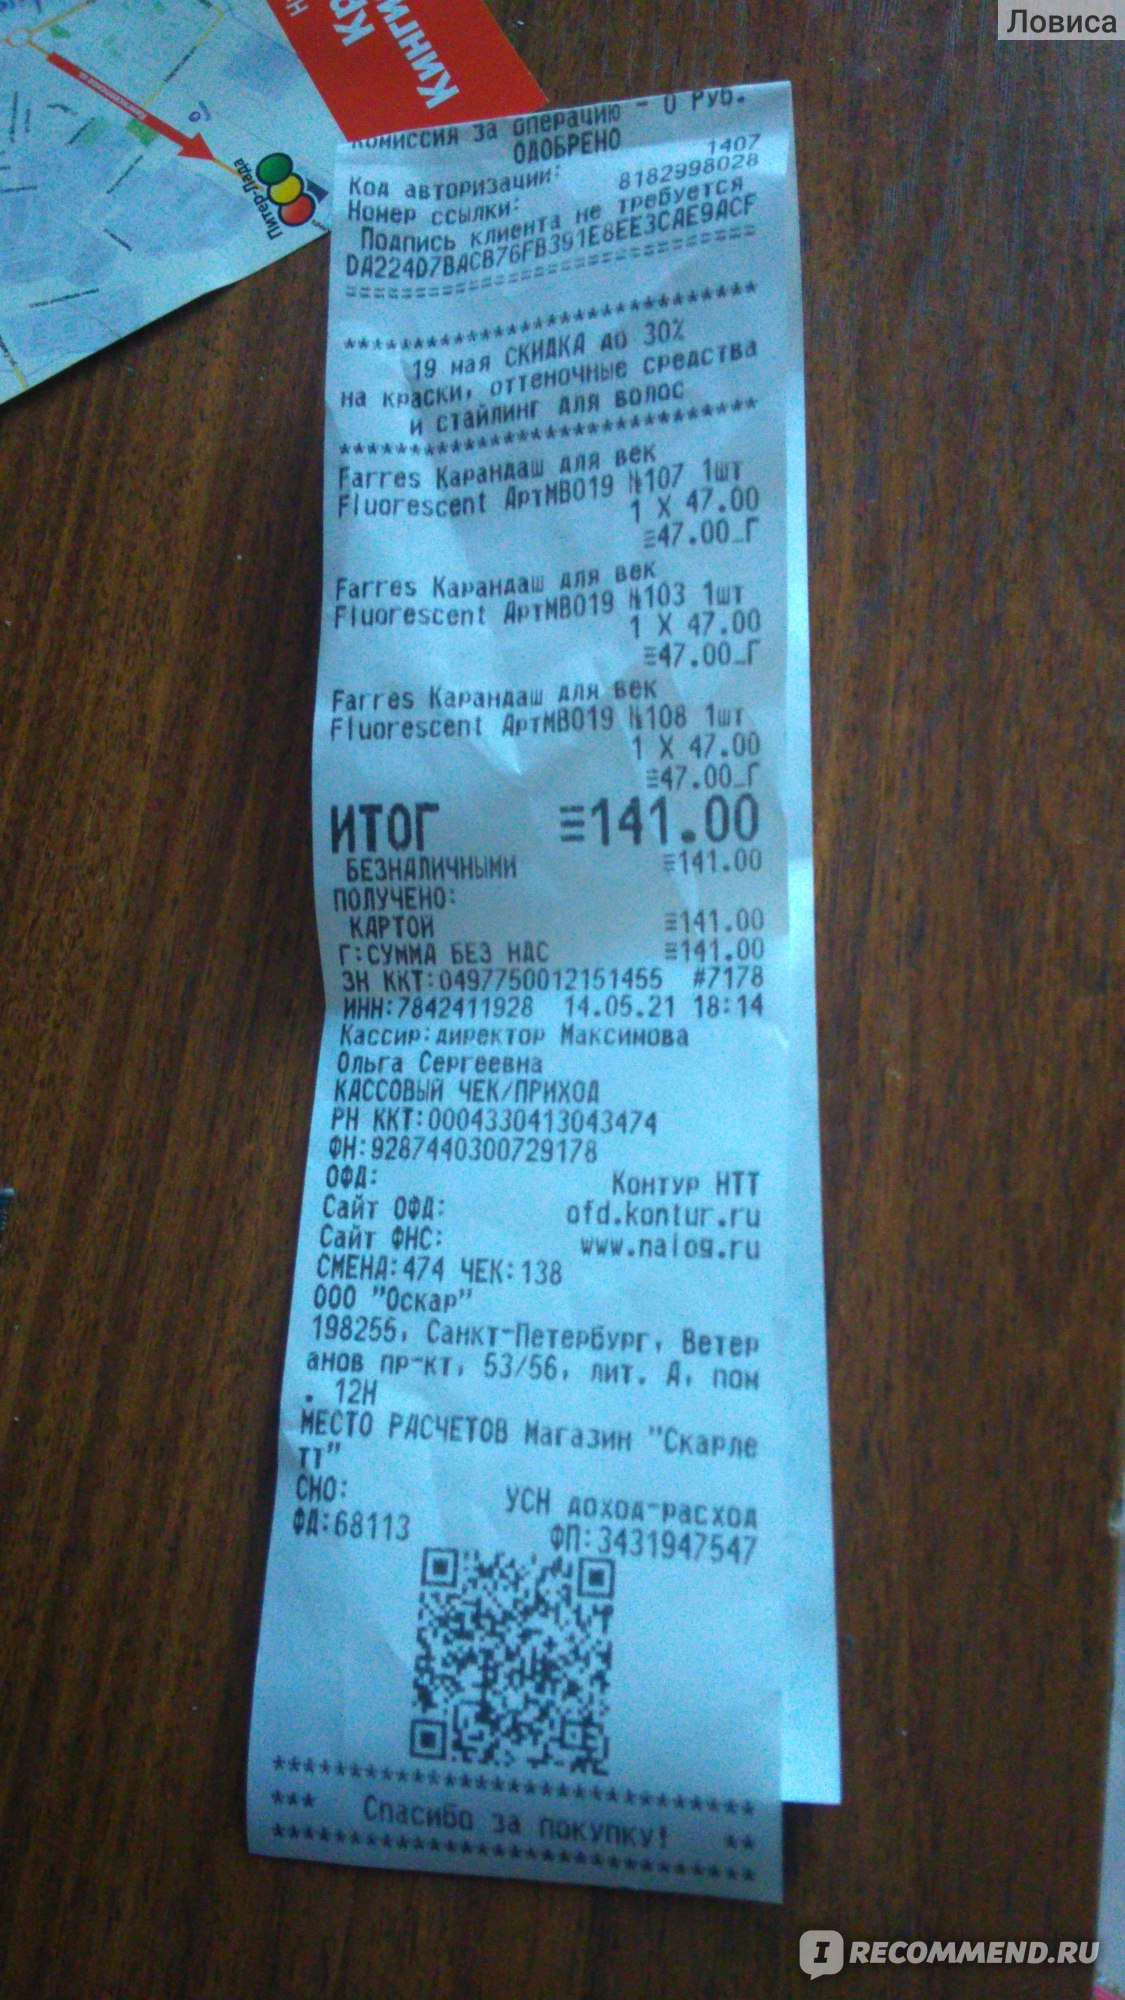 Ловиса
Кр
Кинги
Н
Питер-Лада
Комиссия за операцию - 0 Руб.
ОДОБРЕНО
Код авторизации: 1407
Номер ссылки: 8182998028
Подпись клиента не требуется
DA224D7BACB76FB391E8EE3CAE9ACF
==============================
******************************
19 мая СКИДКА до 30%
на краски, оттеночные средства
и стайлинг для волос
******************************
Farres Карандаш для век
Fluorescent АртMB019 №107 1шт
1 X 47.00
≡47.00_Г
Farres Карандаш для век
Fluorescent АртMB019 №103 1шт
1 X 47.00
≡47.00_Г
Farres Карандаш для век
Fluorescent АртMB019 №108 1шт
1 X 47.00
≡47.00_Г
ИТОГ ≡141.00
БЕЗНАЛИЧНЫМИ ≡141.00
ПОЛУЧЕНО:
КАРТОЙ ≡141.00
Г:СУММА БЕЗ НДС ≡141.00
ЗН ККТ:0497750012151455 #7178
ИНН:7842411928 14.05.21 18:14
Кассир:директор Максимова
Ольга Сергеевна
КАССОВЫЙ ЧЕК/ПРИХОД
РН ККТ:0004330413043474
ФН:9287440300729178
ОФД: Контур НТТ
Сайт ОФД: ofd.kontur.ru
Сайт ФНС: www.nalog.ru
СМЕНА:474 ЧЕК:138
ООО "Оскар"
198255, Санкт-Петербург, Ветер
анов пр-кт, 53/56, лит. А, пом
. 12Н
МЕСТО РАСЧЕТОВ Магазин "Скарле
тт"
СНО: УСН доход-расход
ФД:68113 ФП:3431947547
******************************
*** Спасибо за покупку! **
******************************
IRECOMMEND.RU